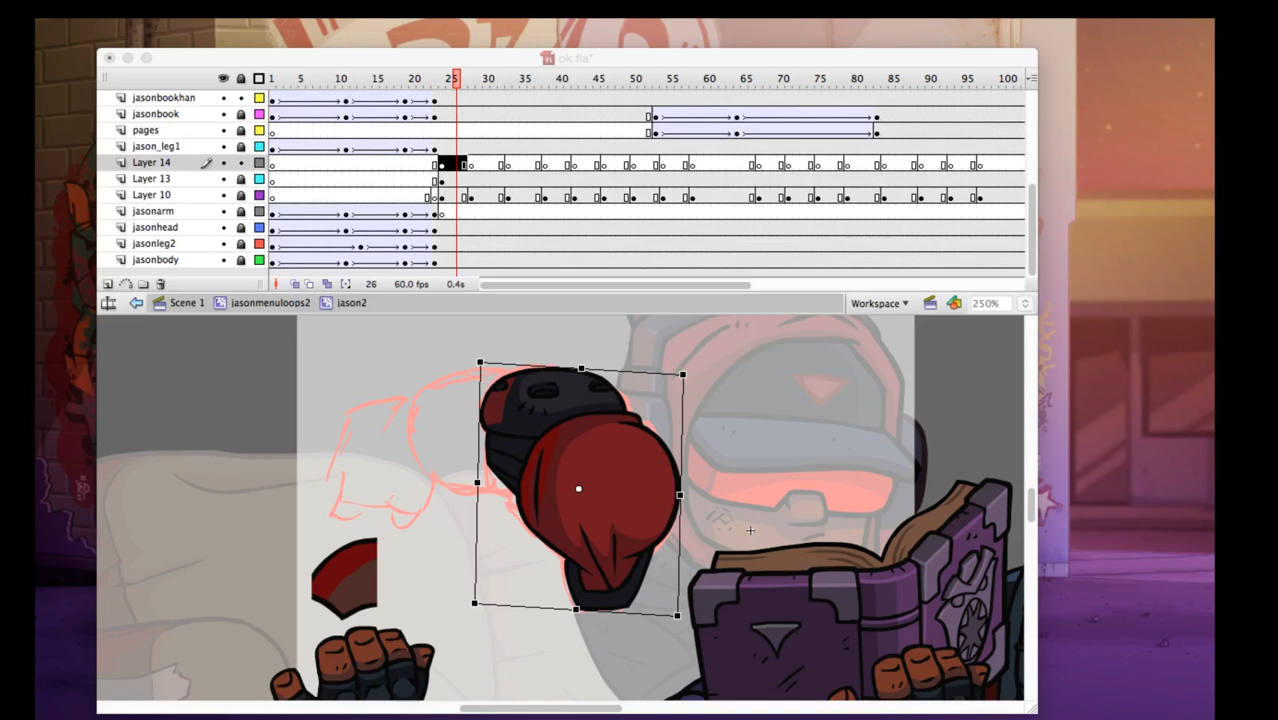 ok.fla*
1 5 10 15 20 25 30 35 40 45 50 55 60 65 70 75 80 85 90 95 100
jasonbookhan
jasonbook
pages
jason_leg1
Layer 14
Layer 13
Layer 10
jasonarm
jasonhead
jasonleg2
jasonbody
26 60.0 fps 0.4s
Scene 1 jasonmenuloops2 jason2 Workspace 250%